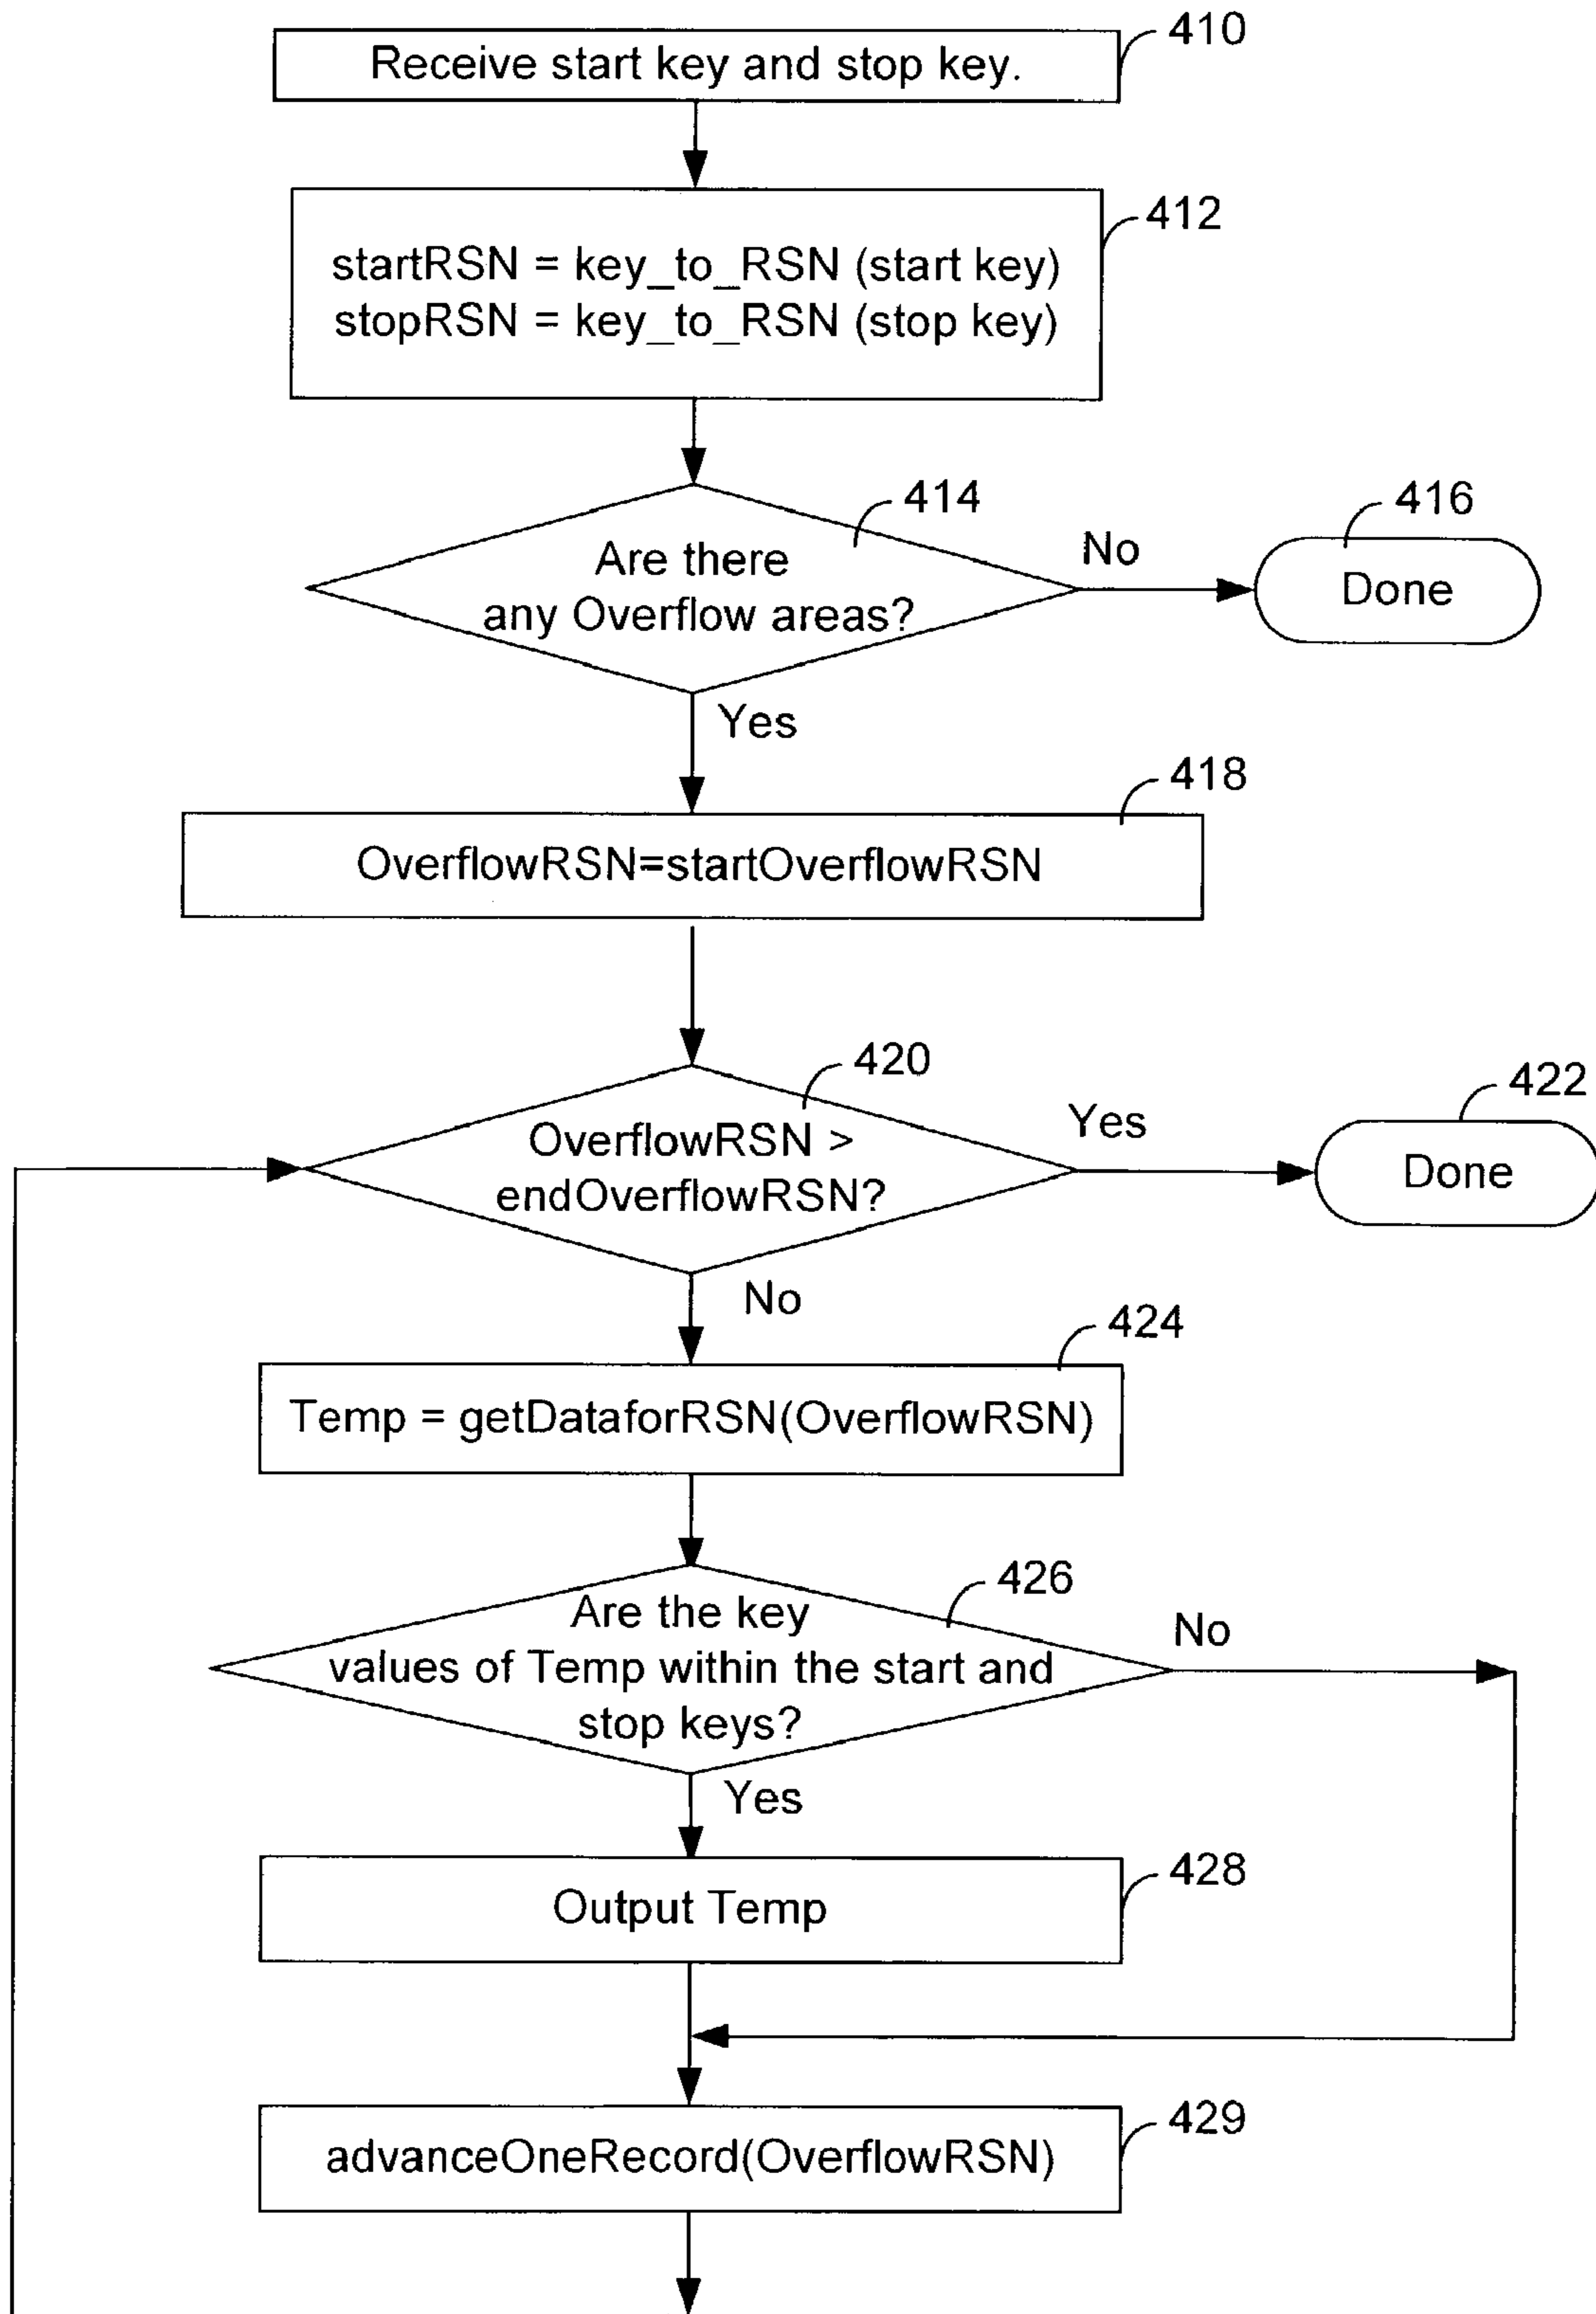 410
Receive start key and stop key.
412
startRSN = key_to_RSN (start key)
stopRSN = key_to_RSN (stop key)
414
Are there
any Overflow areas?
No
416
Done
Yes
418
OverflowRSN=startOverflowRSN
420
OverflowRSN >
endOverflowRSN?
Yes
422
Done
No
424
Temp = getDataforRSN(OverflowRSN)
426
Are the key
values of Temp within the start and
stop keys?
No
Yes
428
Output Temp
429
advanceOneRecord(OverflowRSN)